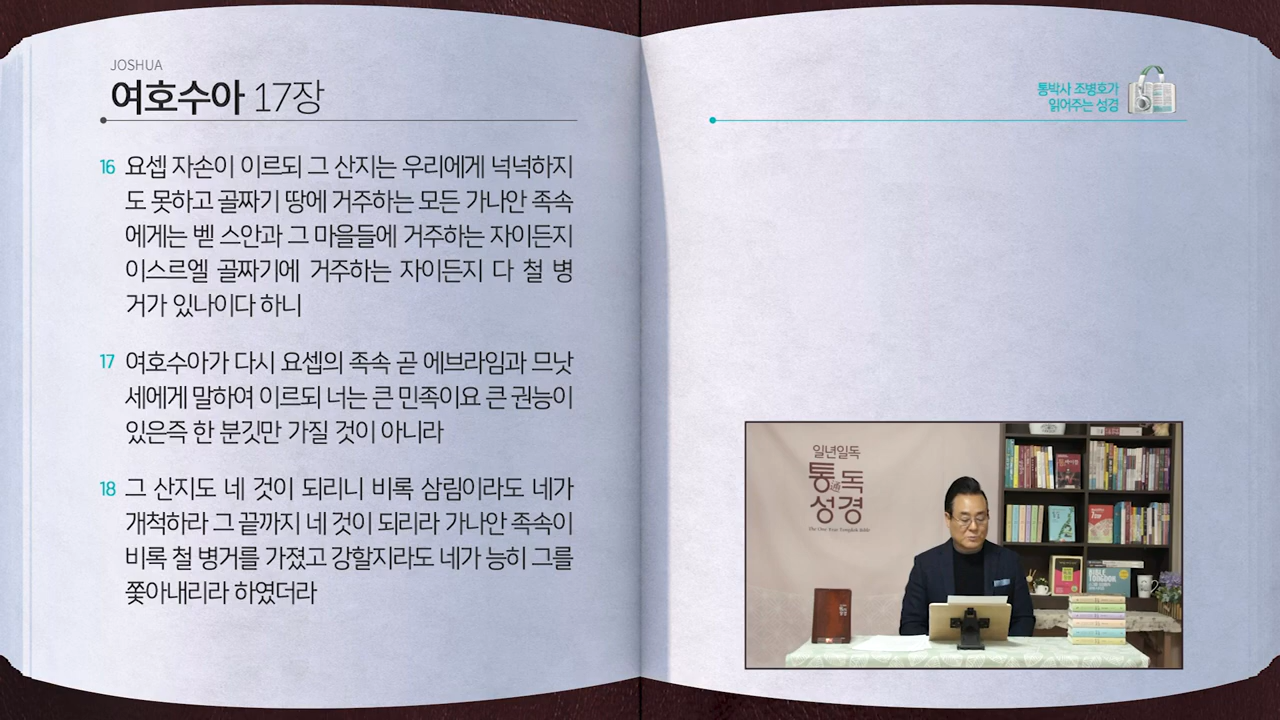 JOSHUA
여호수아 17장
16 요셉 자손이 이르되 그 산지는 우리에게 넉넉하지
도 못하고 골짜기 땅에 거주하는 모든 가나안 족속
에게는 벧 스안과 그 마을들에 거주하는 자이든지
이스르엘 골짜기에 거주하는 자이든지 다 철 병
거가 있나이다 하니
17 여호수아가 다시 요셉의 족속 곧 에브라임과 므낫
세에게 말하여 이르되 너는 큰 민족이요 큰 권능이
있은즉 한 분깃만 가질 것이 아니라
18 그 산지도 네 것이 되리니 비록 삼림이라도 네가
개척하라 그 끝까지 네 것이 되리라 가나안 족속이
비록 철 병거를 가졌고 강할지라도 네가 능히 그를
쫓아내리라 하였더라
통박사 조병호가
읽어주는 성경
일년일독
통독
성경
The One Year Tongdok Bible
BIBLE
TONGDOK